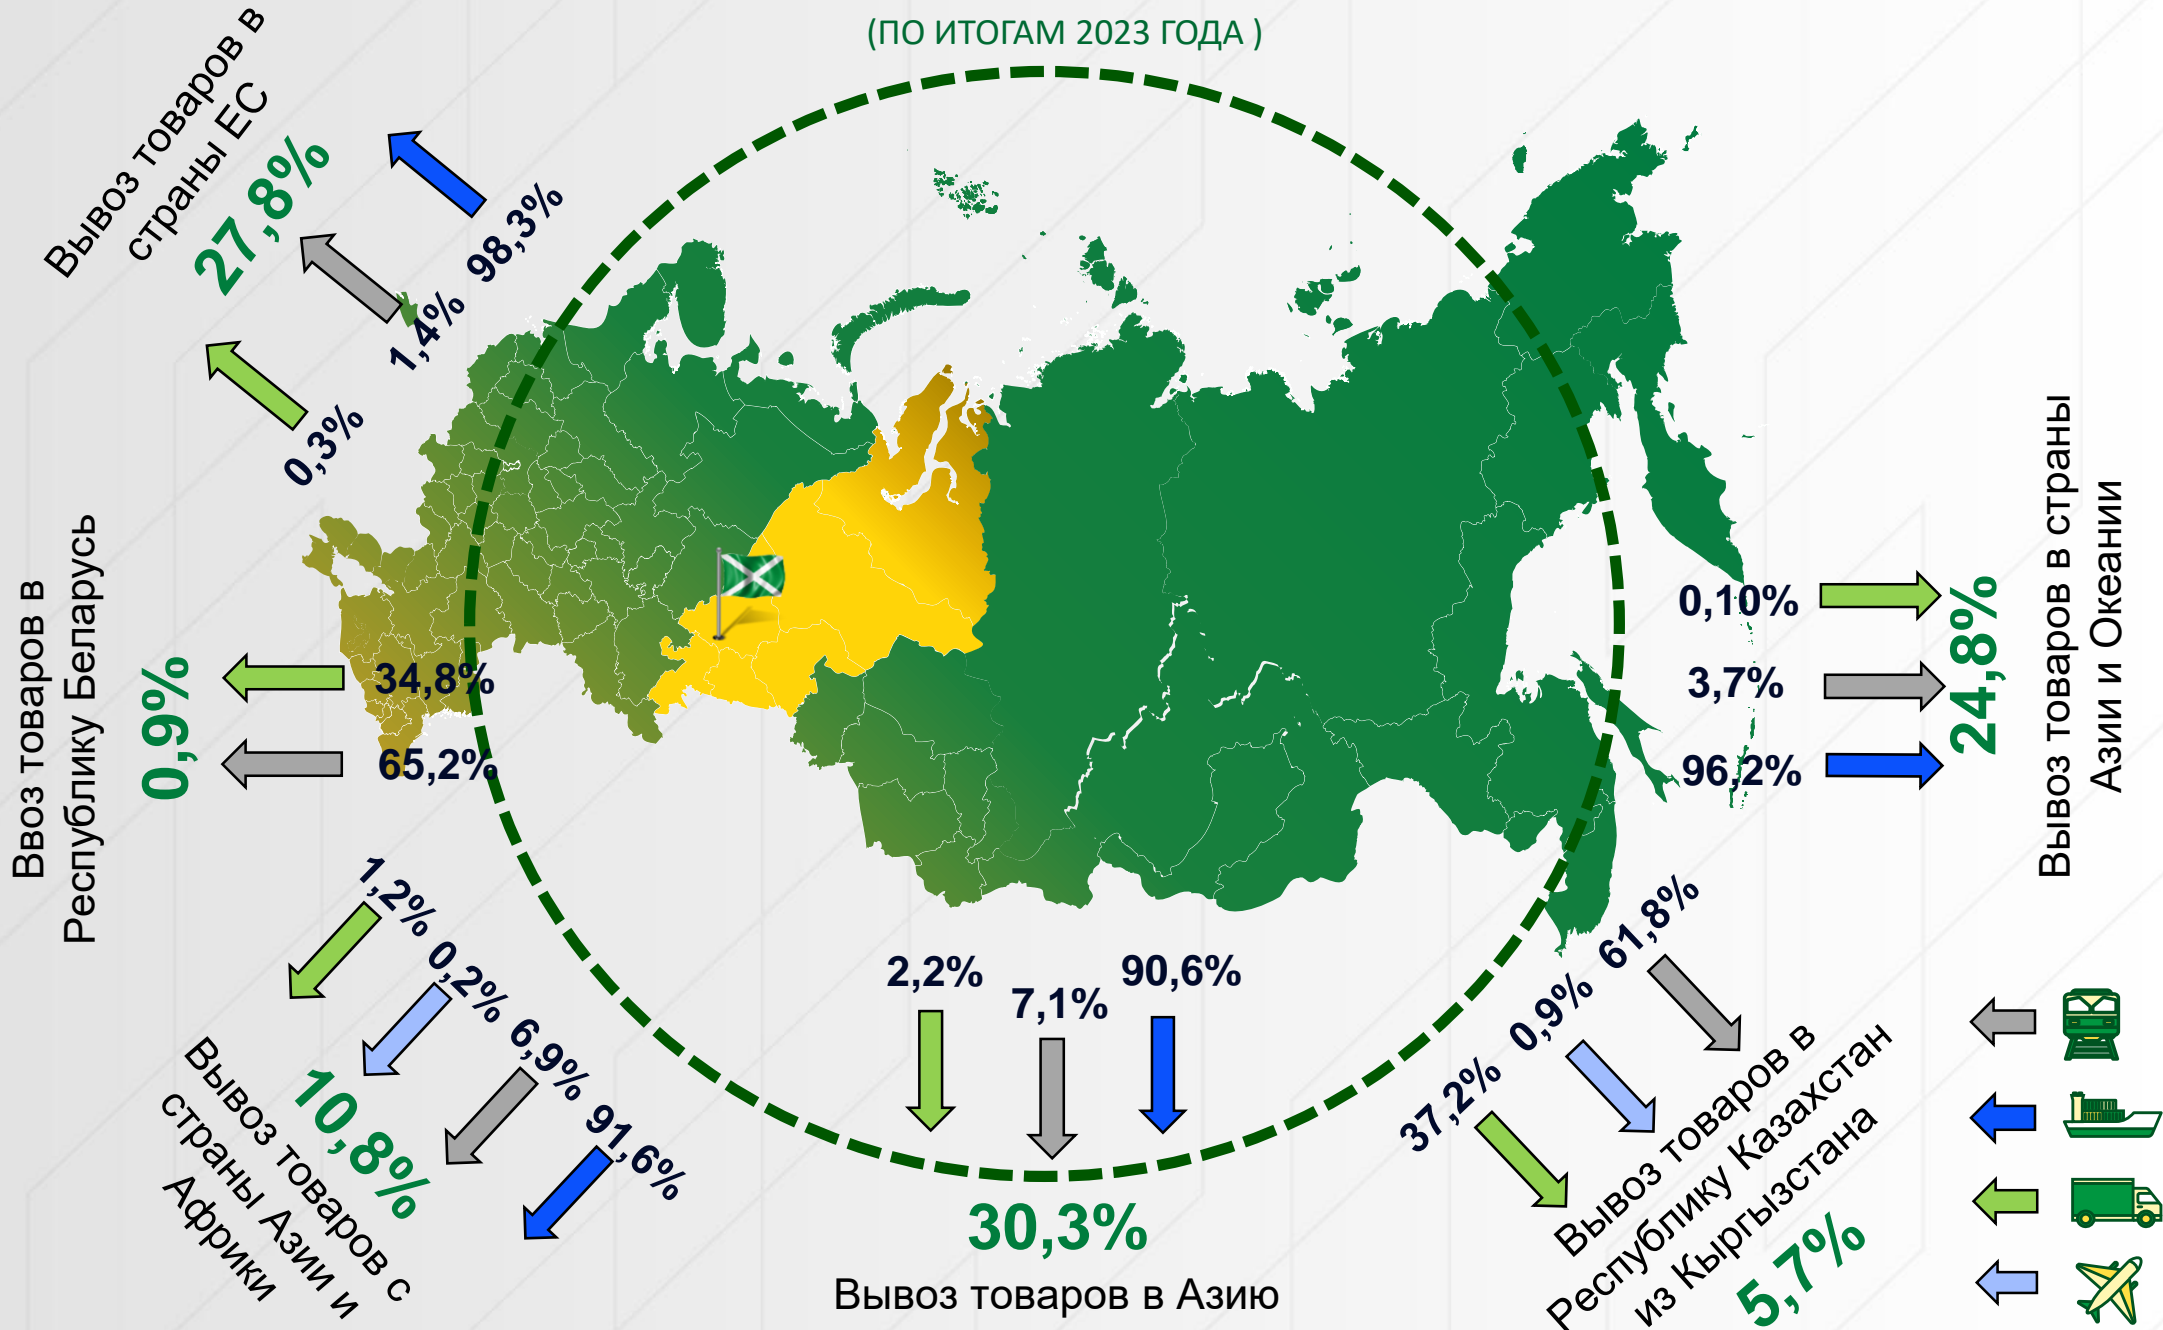 (ПО ИТОГАМ 2023 ГОДА )
Вывоз товаров в
страны ЕС
27,8%
98,3%
1,4%
0,3%
Ввоз товаров в
Республику Беларусь
0,9%
34,8%
65,2%
0,10%
3,7%
96,2%
24,8%
Вывоз товаров в страны
Азии и Океании
1,2%
0,2%
6,9%
91,6%
10,8%
Вывоз товаров с
страны Азии и
Африки
2,2%
7,1%
90,6%
30,3%
Вывоз товаров в Азию
61,8%
0,9%
37,2%
Вывоз товаров в
Республику Казахстан
из Кыргызстана
5,7%